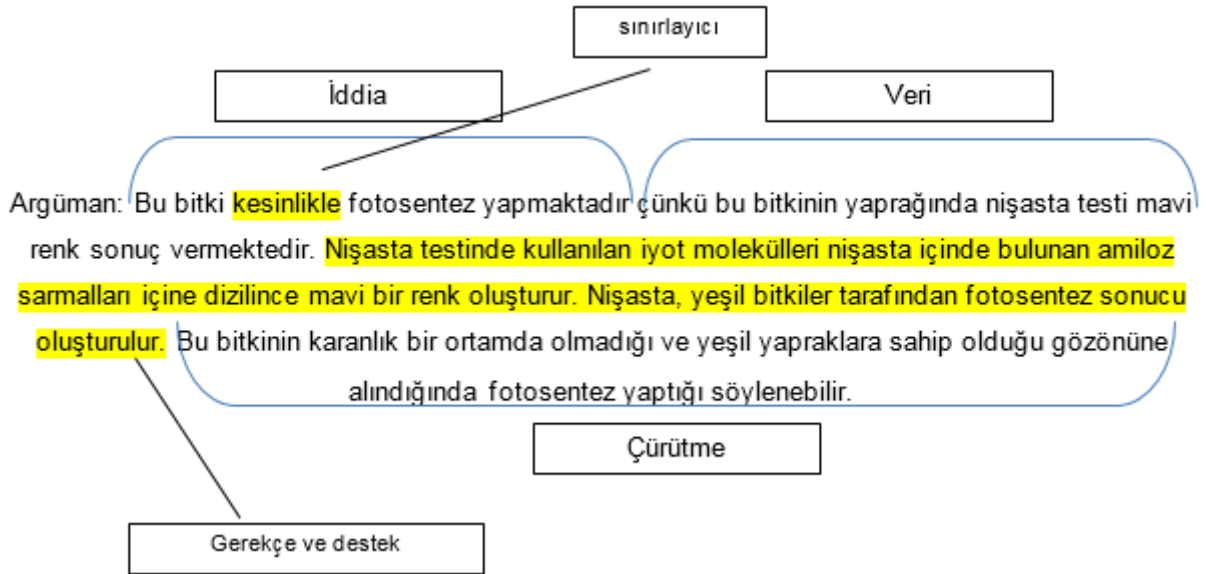 sınırlayıcı
İddia
Veri
Argüman: Bu bitki kesinlikle fotosentez yapmaktadır çünkü bu bitkinin yaprağında nişasta testi mavi
renk sonuç vermektedir. Nişasta testinde kullanılan iyot molekülleri nişasta içinde bulunan amiloz
sarmalları içine dizilince mavi bir renk oluşturur. Nişasta, yeşil bitkiler tarafından fotosentez sonucu
oluşturulur. Bu bitkinin karanlık bir ortamda olmadığı ve yeşil yapraklara sahip olduğu gözönüne
alındığında fotosentez yaptığı söylenebilir.
Çürütme
Gerekçe ve destek